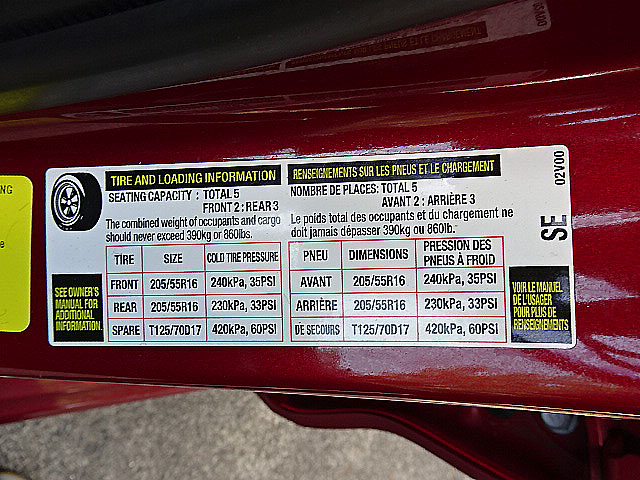 NG
e
TIRE AND LOADING INFORMATION
SEATING CAPACITY : TOTAL 5
FRONT 2 : REAR 3
The combined weight of occupants and cargo
should never exceed 390kg or 860lbs.
TIRE SIZE COLD TIRE PRESSURE
FRONT 205/55R16 240kPa, 35PSI
REAR 205/55R16 230kPa, 33PSI
SPARE T125/70D17 420kPa, 60PSI
SEE OWNER'S
MANUAL FOR
ADDITIONAL
INFORMATION.
RENSEIGNEMENTS SUR LES PNEUS ET LE CHARGEMENT
NOMBRE DE PLACES: TOTAL 5
AVANT 2 : ARRIÈRE 3
Le poids total des occupants et du chargement ne
doit jamais dépasser 390kg ou 860lb.
PNEU DIMENSIONS PRESSION DES
PNEUS À FROID
AVANT 205/55R16 240kPa, 35PSI
ARRIÈRE 205/55R16 230kPa, 33PSI
DE SECOURS T125/70D17 420kPa, 60PSI
VOIR LE MANUEL
DE L'USAGER
POUR PLUS DE
RENSEIGNEMENTS
SE 02V00